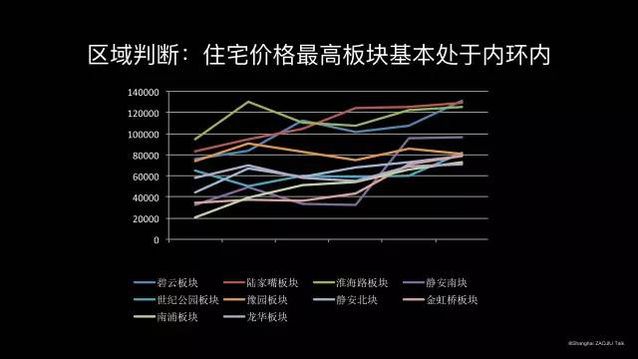 区域判断：住宅价格最高板块基本处于内环内
140000
120000
100000
80000
60000
40000
20000
0
碧云板块 陆家嘴板块 淮海路板块 静安南块
世纪公园板块 豫园板块 静安北块 金虹桥板块
南浦板块 龙华板块
©Shanghai ZAOJIU Talk